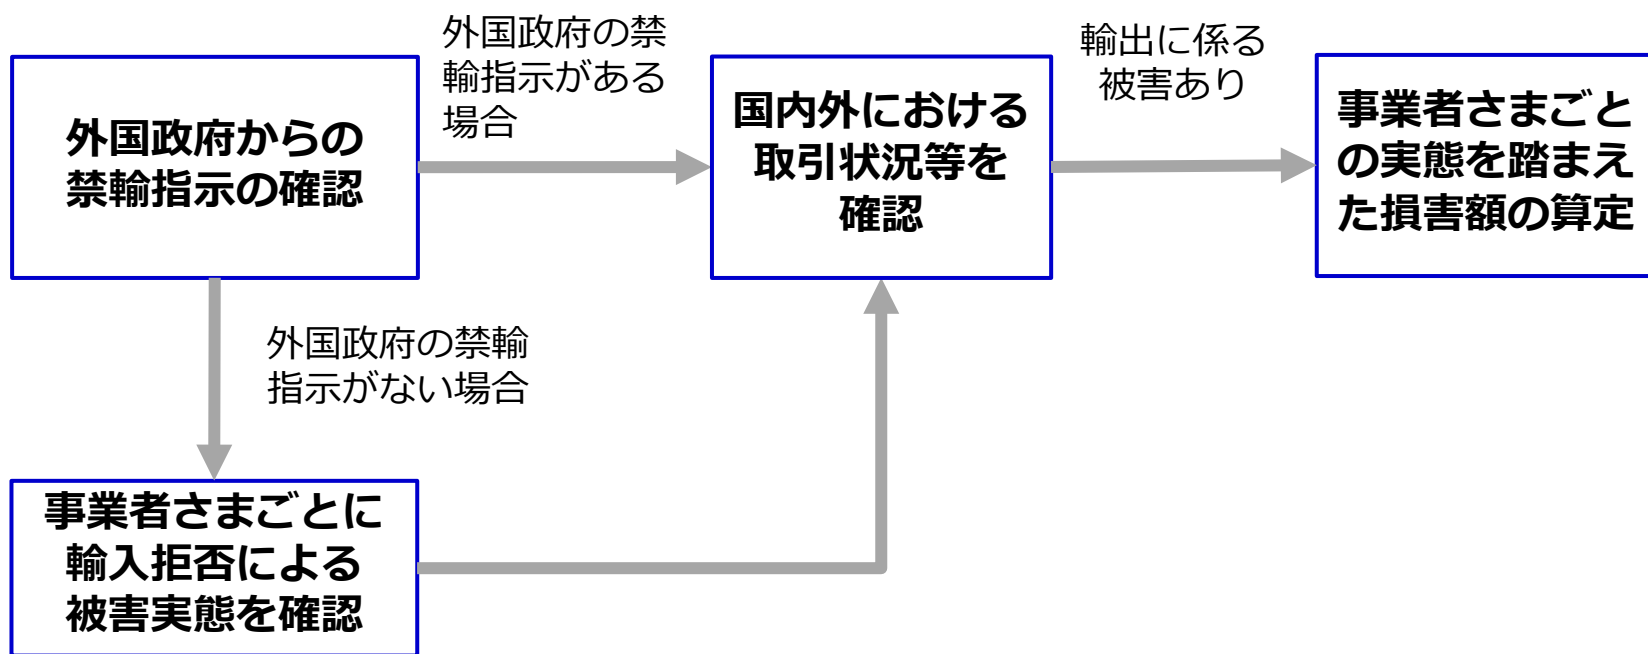 外国政府からの
禁輸指示の確認
外国政府の禁
輸指示がある
場合
国内外における
取引状況等を
確認
輸出に係る
被害あり
事業者さまごと
の実態を踏まえ
た損害額の算定
外国政府の禁輸
指示がない場合
事業者さまごとに
輸入拒否による
被害実態を確認